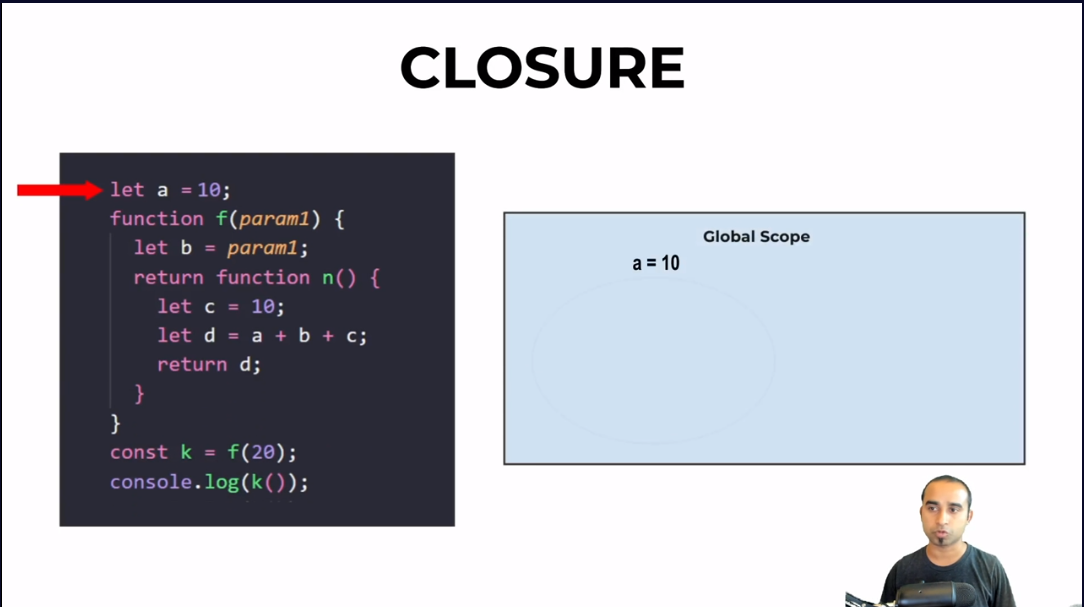 CLOSURE
let a = 10;
function f(param1) {
let b = param1;
return function n() {
let c = 10;
let d = a + b + c;
return d;
}
}
const k = f(20);
console.log(k());
Global Scope
a = 10